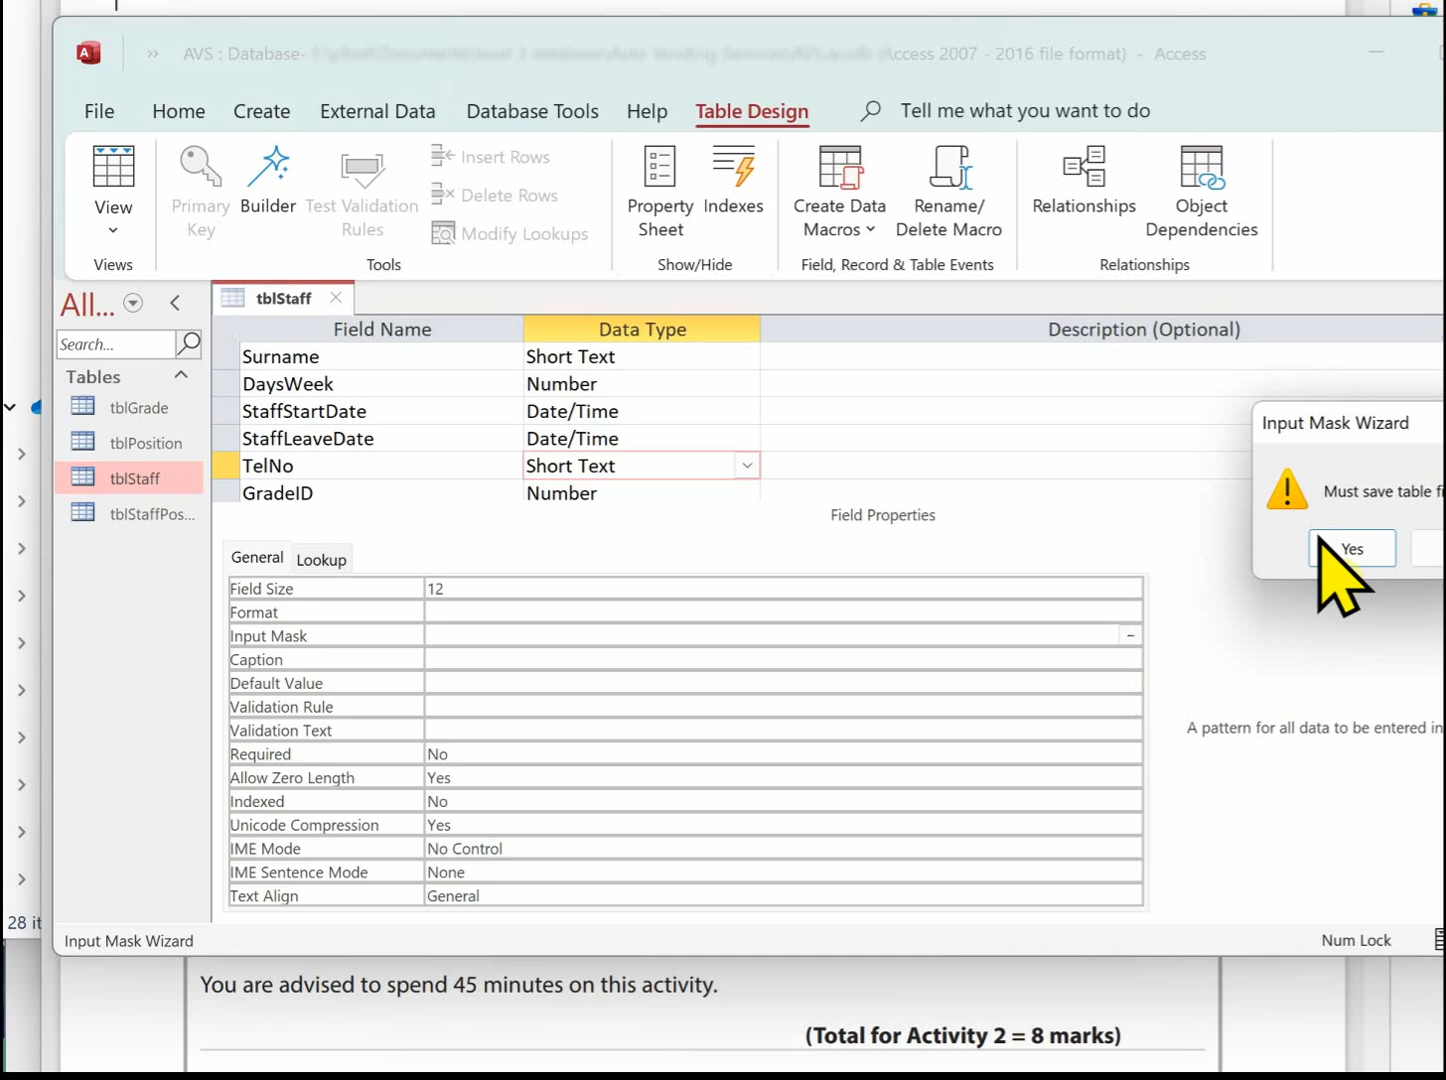 AVS : Database-
Access 2007 - 2016 file format) - Access
File Home Create External Data Database Tools Help Table Design Tell me what you want to do
View
Primary Key
Builder
Test Validation Rules
Insert Rows
Delete Rows
Modify Lookups
Property Sheet
Indexes
Create Data Macros
Rename/ Delete Macro
Relationships
Object Dependencies
Views
Tools
Show/Hide
Field, Record & Table Events
Relationships
All...
tblStaff
Search...
Tables
tblGrade
tblPosition
tblStaff
tblStaffPos...
Field Name Data Type Description (Optional)
Surname Short Text
DaysWeek Number
StaffStartDate Date/Time
StaffLeaveDate Date/Time
TelNo Short Text
GradeID Number
Input Mask Wizard
Must save table fi
Yes
Field Properties
General Lookup
Field Size 12
Format
Input Mask
Caption
Default Value
Validation Rule
Validation Text
Required No
Allow Zero Length Yes
Indexed No
Unicode Compression Yes
IME Mode No Control
IME Sentence Mode None
Text Align General
A pattern for all data to be entered in
28 it
Input Mask Wizard
Num Lock
You are advised to spend 45 minutes on this activity.
(Total for Activity 2 = 8 marks)